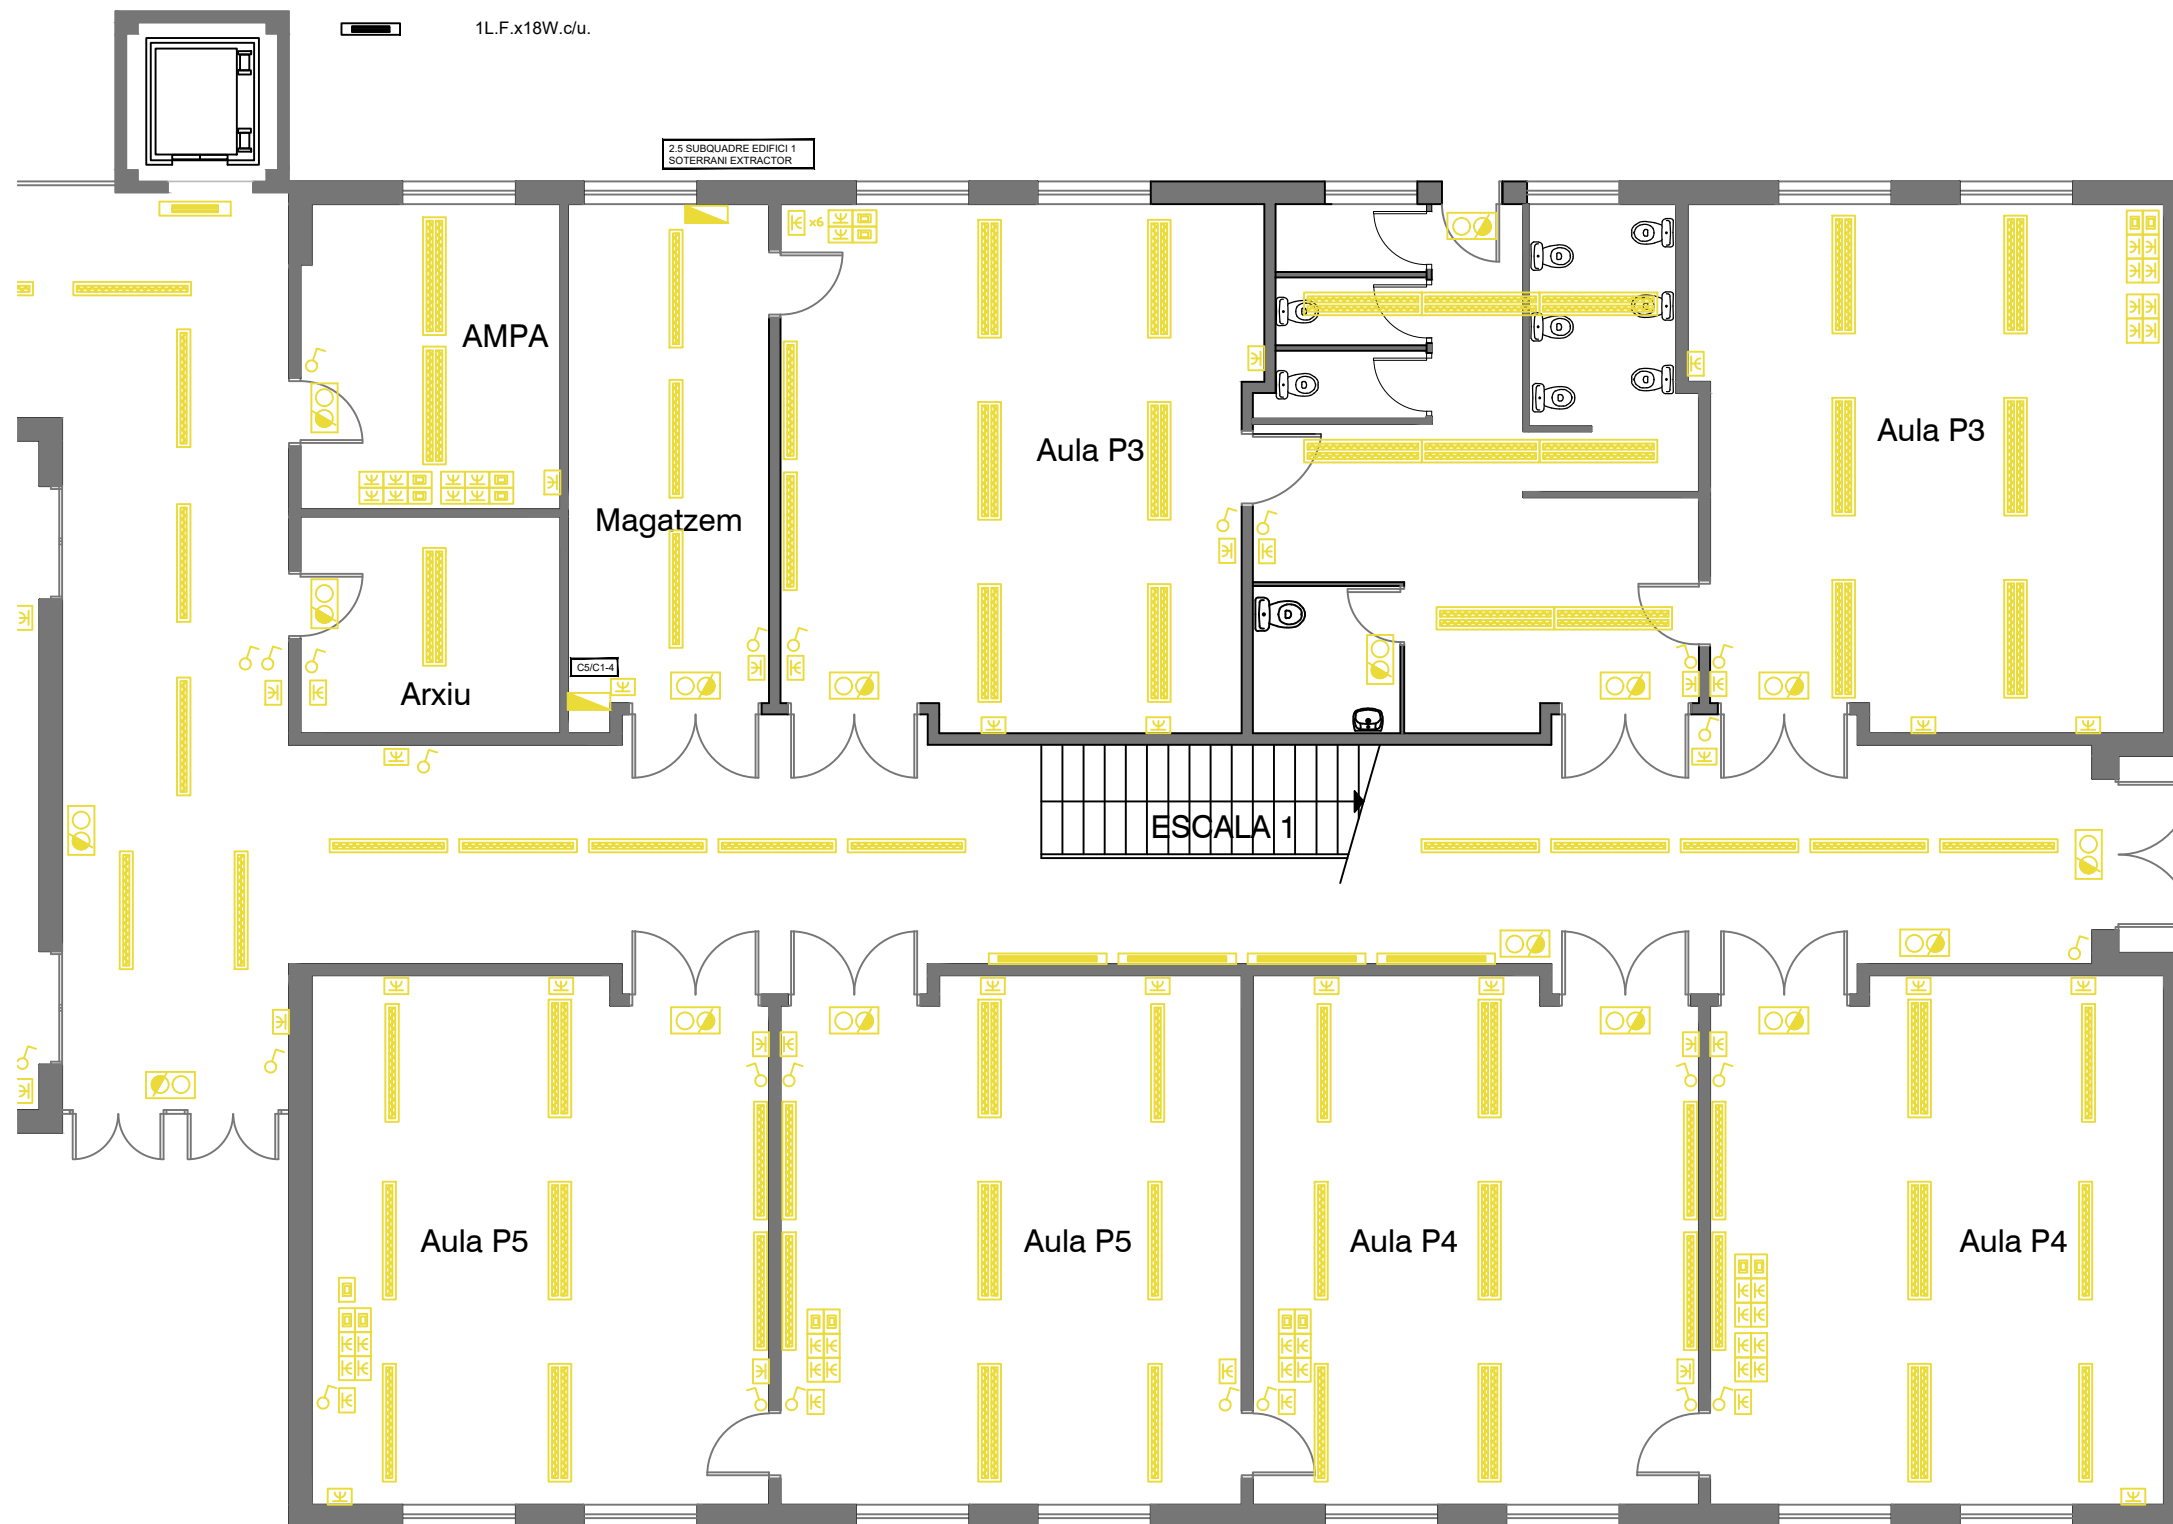 1L.F.x18W.c/u.
2.5 SUBQUADRE EDIFICI 1
SOTERRANI EXTRACTOR
x6
AMPA
Aula P3
Aula P3
Magatzem
C5/C1-4
Arxiu
ESCALA 1
Aula P5
Aula P5
Aula P4
Aula P4